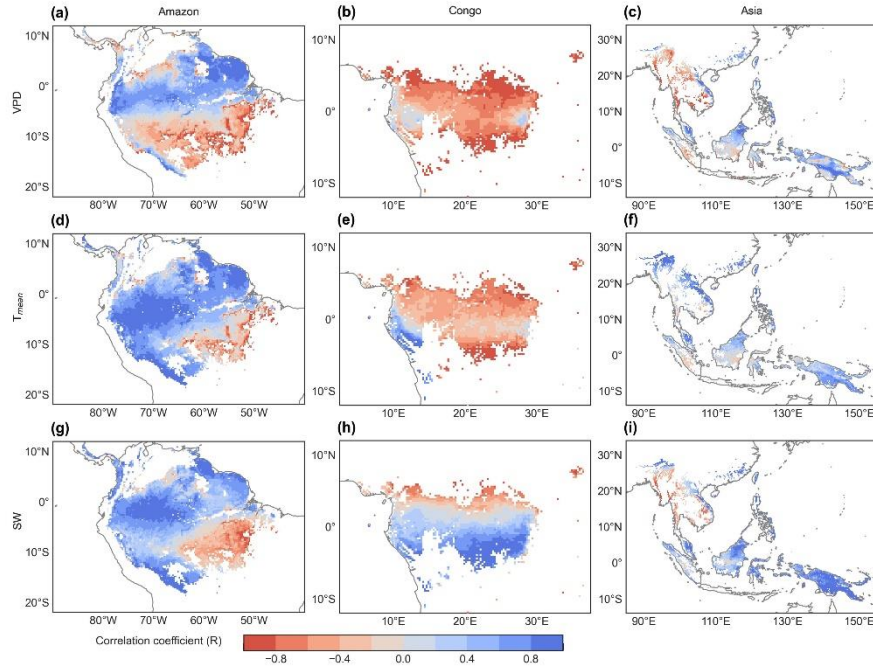 Amazon
Congo
Asia
(a)
(b)
(c)
VPD
10°N
0°
10°S
20°S
80°W
70°W
60°W
50°W
10°N
0°
10°S
10°E
20°E
30°E
30°N
20°N
10°N
0°
10°S
90°E
110°E
130°E
150°E
(d)
(e)
(f)
Tmean
10°N
0°
10°S
20°S
80°W
70°W
60°W
50°W
10°N
0°
10°S
10°E
20°E
30°E
30°N
20°N
10°N
0°
10°S
90°E
110°E
130°E
150°E
(g)
(h)
(i)
SW
10°N
0°
10°S
20°S
80°W
70°W
60°W
50°W
10°N
0°
10°S
10°E
20°E
30°E
30°N
20°N
10°N
0°
10°S
90°E
110°E
130°E
150°E
Correlation coefficient (R)
−0.8
−0.4
0.0
0.4
0.8